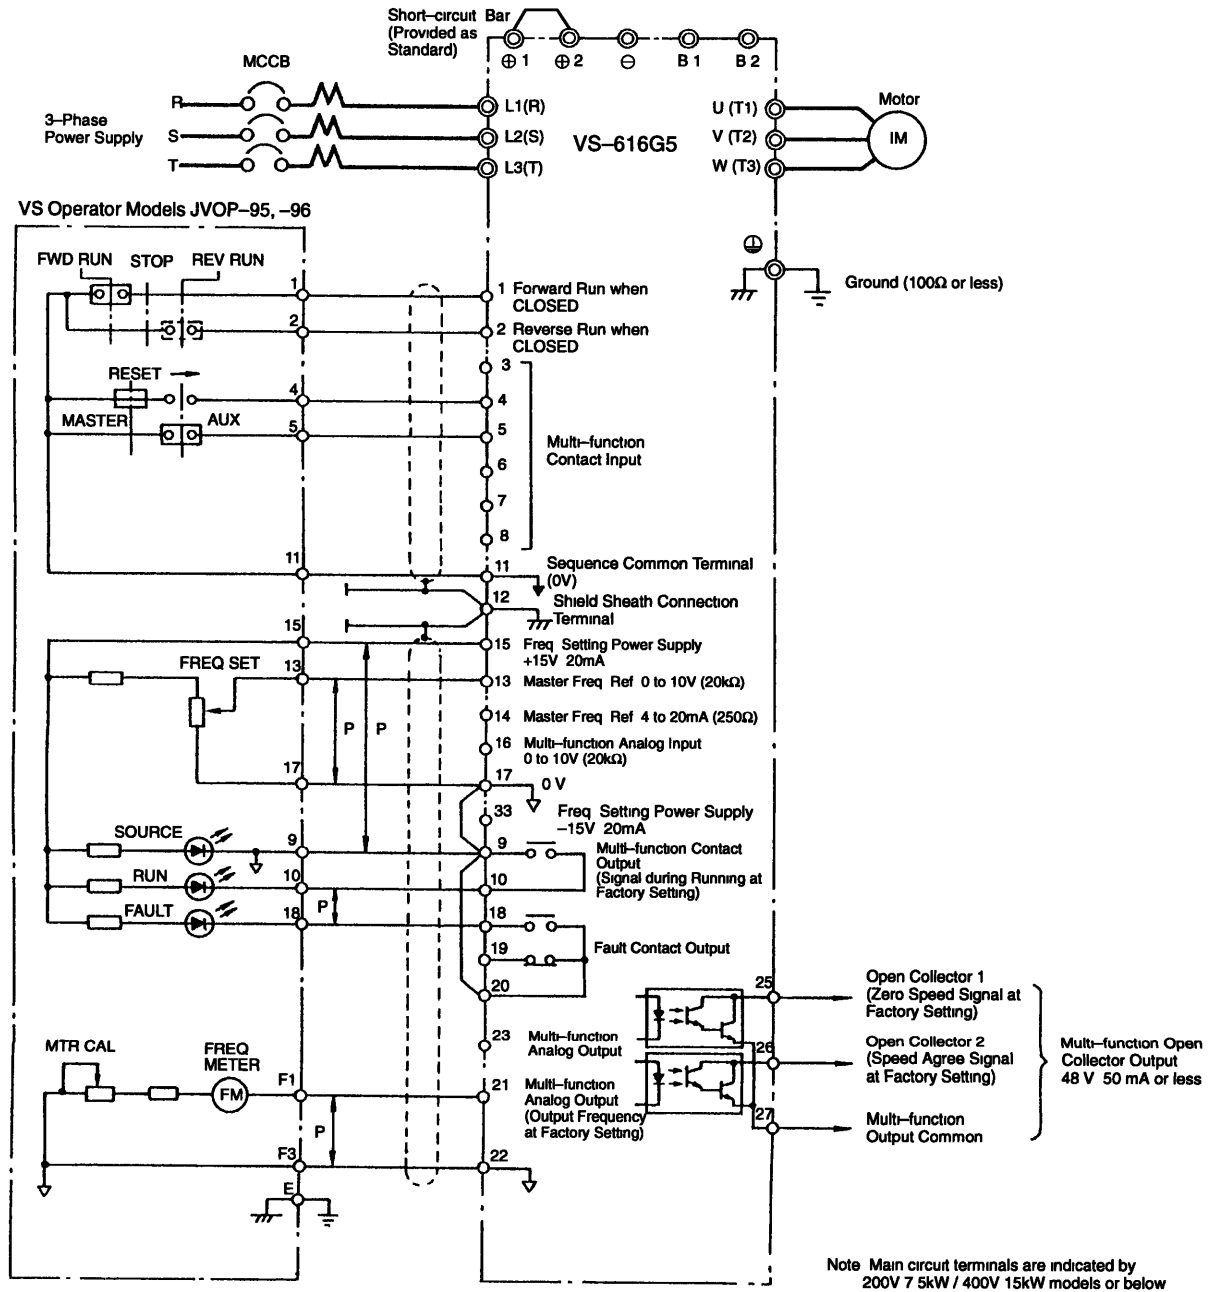 Short–circuit Bar
(Provided as
Standard)
⊕ 1
⊕ 2
⊖
B 1
B 2
MCCB
3–Phase
Power Supply
R
S
T
L1(R)
L2(S)
L3(T)
VS–616G5
U (T1)
V (T2)
W (T3)
Motor
IM
Ground (100Ω or less)
VS Operator Models JVOP–95, –96
FWD RUN
STOP
REV RUN
1
2
RESET
4
MASTER
AUX
5
11
15
FREQ SET
13
P
P
17
SOURCE
9
RUN
10
P
FAULT
18
MTR CAL
FREQ
METER
FM
F1
P
F3
E
1 Forward Run when
CLOSED
2 Reverse Run when
CLOSED
3
4
5
6
7
8
Multi–function
Contact Input
11
Sequence Common Terminal
(0V)
12
Shield Sheath Connection
Terminal
15 Freq Setting Power Supply
+15V 20mA
13 Master Freq Ref 0 to 10V (20kΩ)
14 Master Freq Ref 4 to 20mA (250Ω)
16 Multi–function Analog Input
0 to 10V (20kΩ)
17
0 V
33
Freq Setting Power Supply
–15V 20mA
9
Multi–function Contact
Output
(Signal during Running at
Factory Setting)
10
18
19
Fault Contact Output
20
23
Multi–function
Analog Output
21
Multi–function
Analog Output
(Output Frequency
at Factory Setting)
22
25
Open Collector 1
(Zero Speed Signal at
Factory Setting)
26
Open Collector 2
(Speed Agree Signal
at Factory Setting)
27
Multi–function
Output Common
Multi–function Open
Collector Output
48 V 50 mA or less
Note Main circuit terminals are indicated by
200V 7 5kW / 400V 15kW models or below